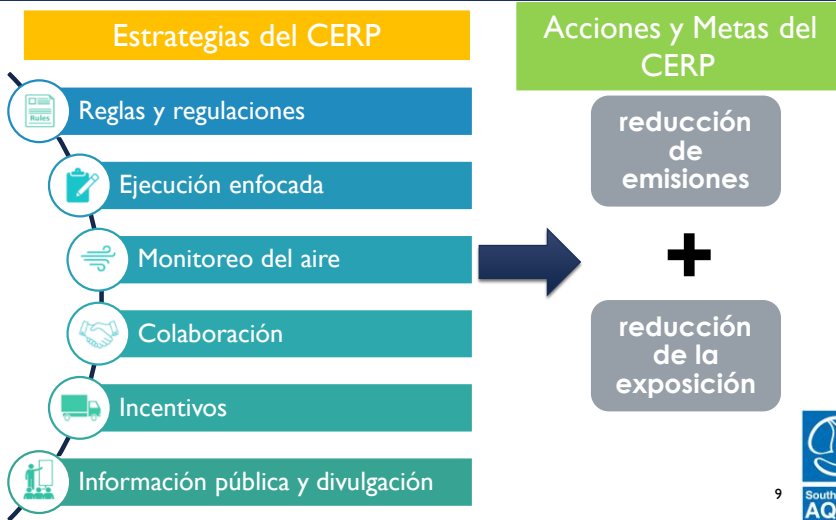 Estrategias del CERP
Acciones y Metas del
CERP
Rules
Reglas y regulaciones
Ejecución enfocada
Monitoreo del aire
Colaboración
Incentivos
Información pública y divulgación
reducción
de
emisiones
+
reducción
de la
exposición
9
South
AQ